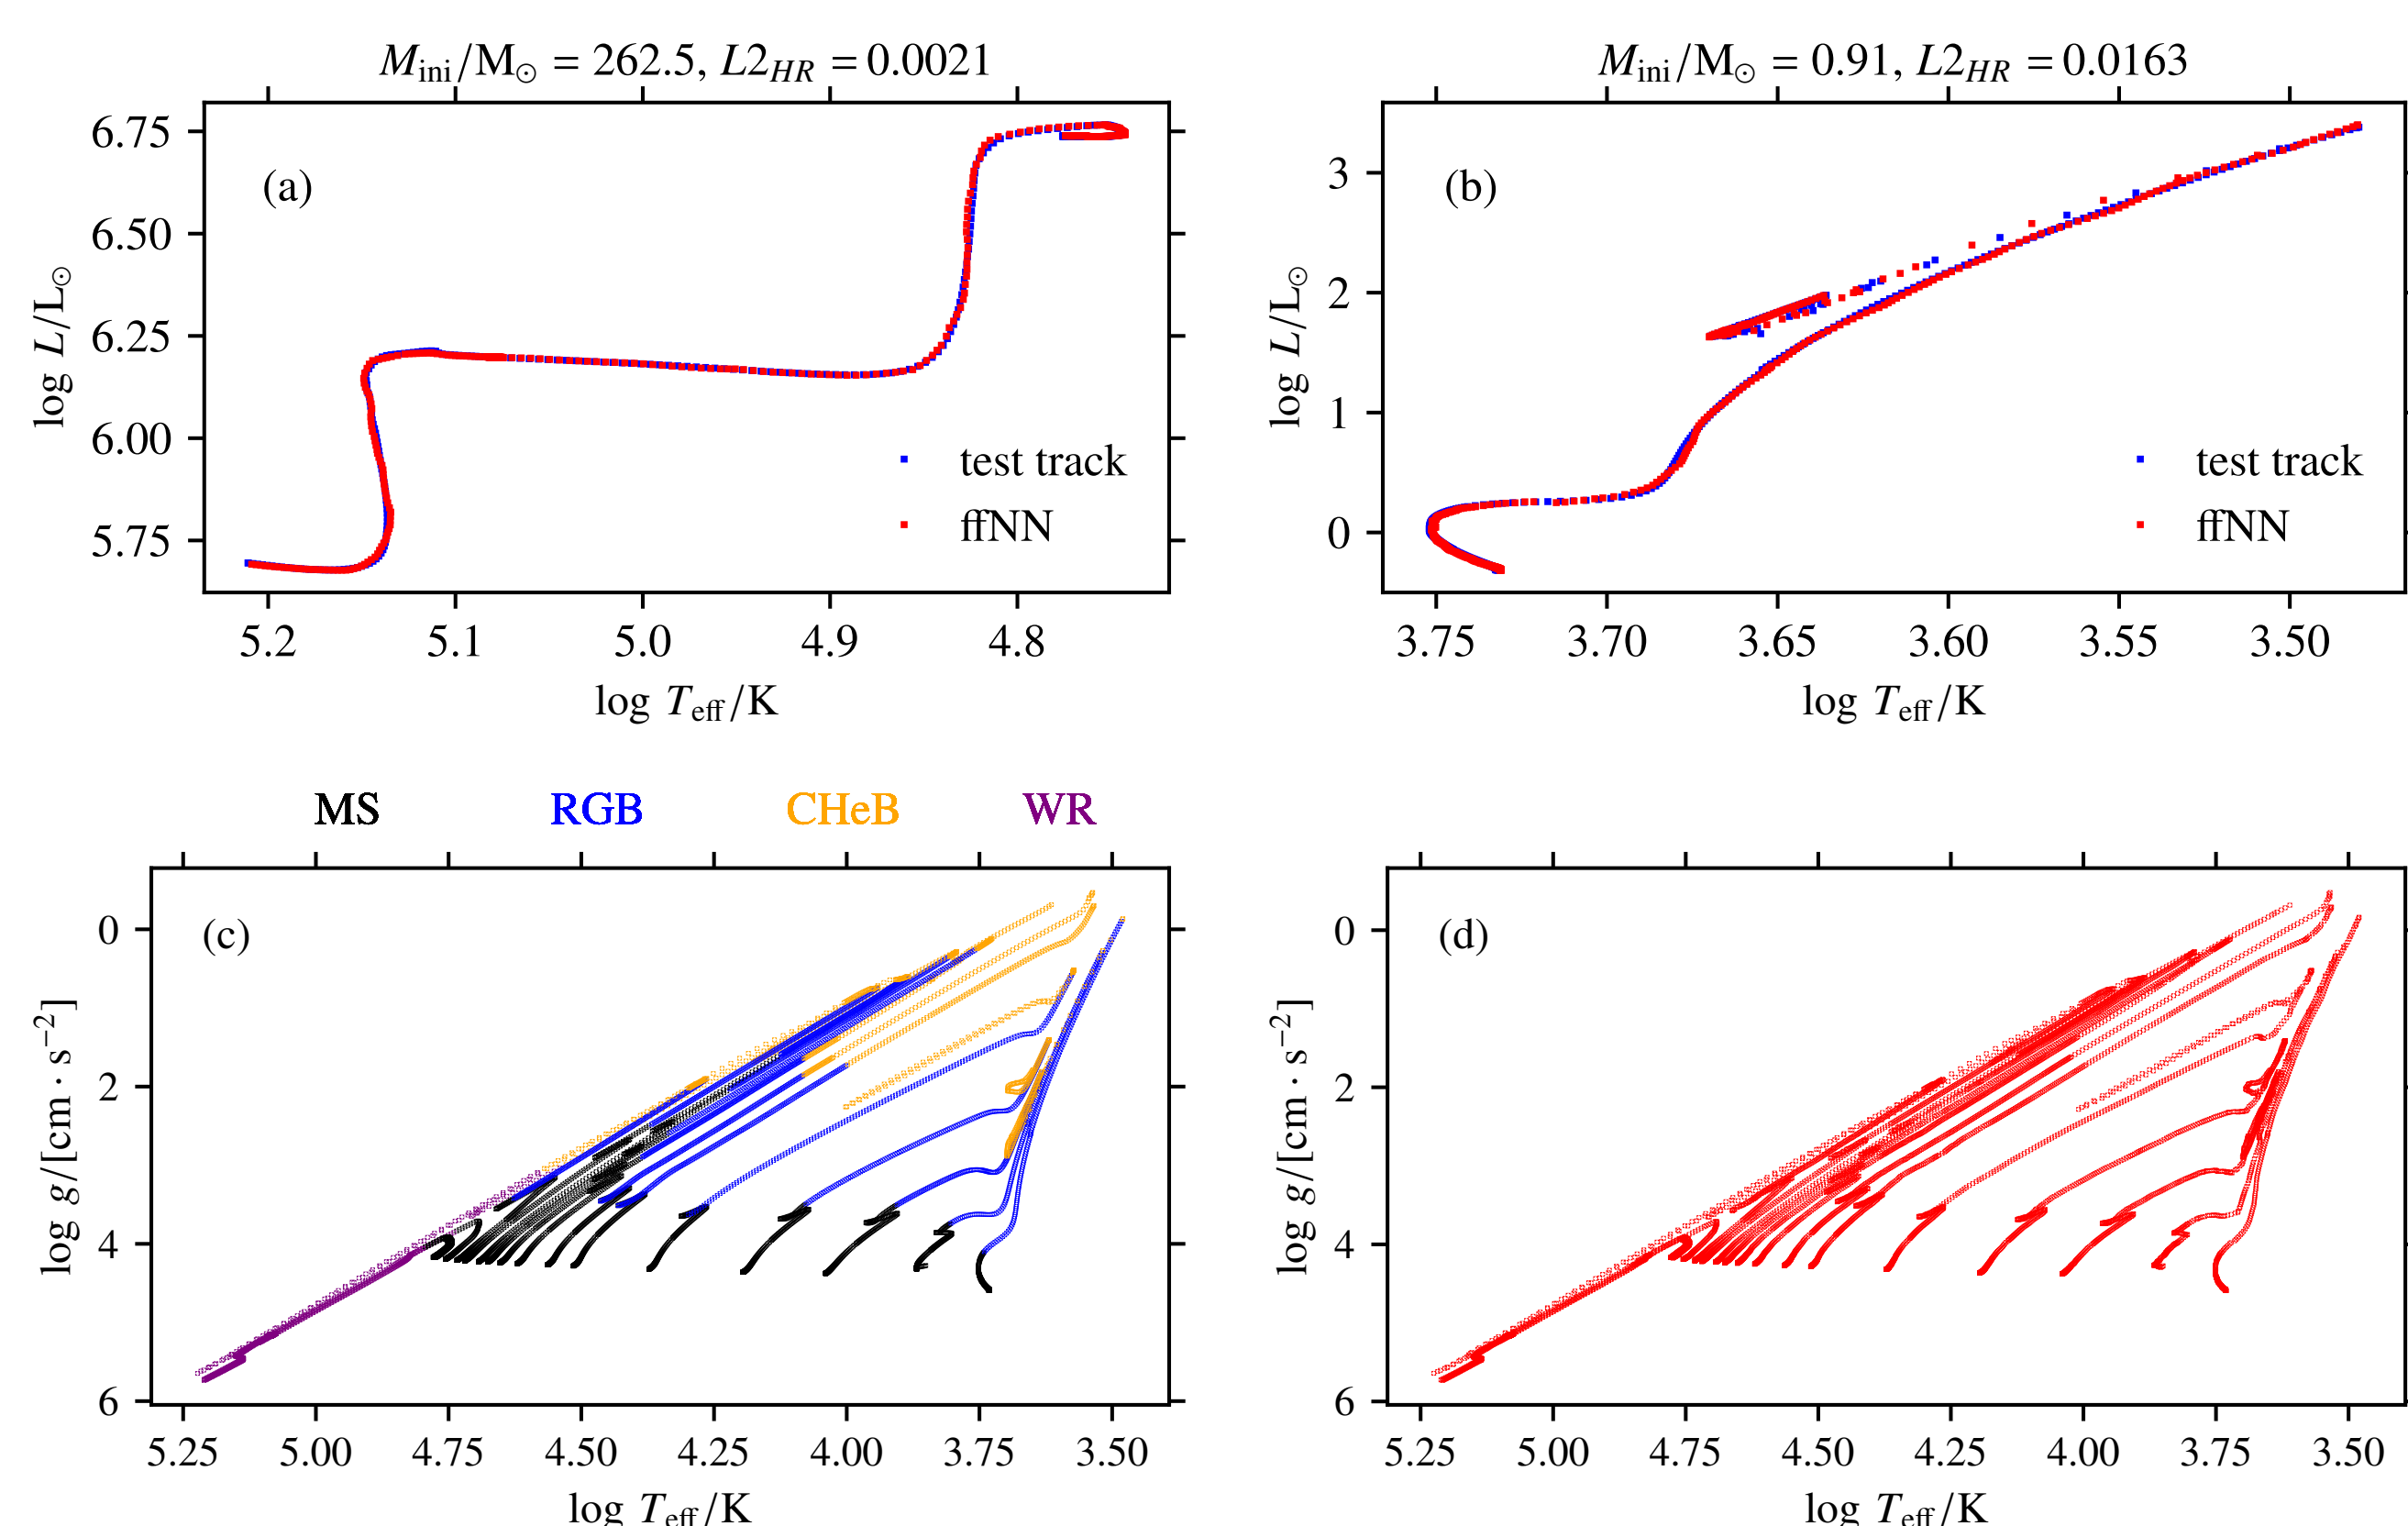 M_ini/M⊙ = 262.5, L2_HR = 0.0021
M_ini/M⊙ = 0.91, L2_HR = 0.0163
6.75
6.50
6.25
6.00
5.75
log L/L⊙
(a)
test track
ffNN
5.2 5.1 5.0 4.9 4.8
log T_eff/K
3
2
1
0
log L/L⊙
(b)
test track
ffNN
3.75 3.70 3.65 3.60 3.55 3.50
log T_eff/K
MS RGB CHeB WR
0
2
4
6
log g/[cm · s⁻²]
(c)
5.25 5.00 4.75 4.50 4.25 4.00 3.75 3.50
log T_eff/K
0
2
4
6
log g/[cm · s⁻²]
(d)
5.25 5.00 4.75 4.50 4.25 4.00 3.75 3.50
log T_eff/K